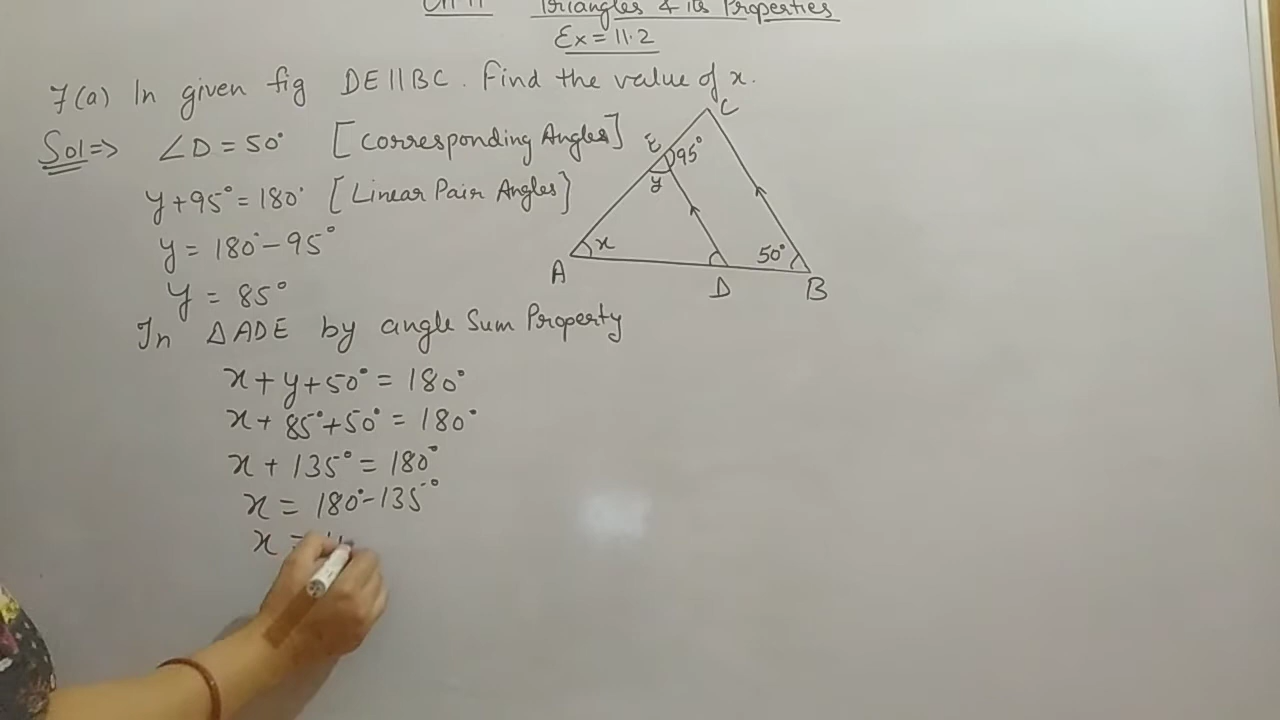 Triangles & its Properties
Ex = 11.2
7(a) In given fig DE||BC. Find the value of x.
Sol⇒ ∠D = 50° [Corresponding Angles]
y + 95° = 180° [Linear Pair Angles]
y = 180° - 95°
y = 85°
In △ADE by angle Sum Property
x + y + 50° = 180°
x + 85° + 50° = 180°
x + 135° = 180°
x = 180° - 135°
x =
C
E
95°
y
x
50°
A
D
B